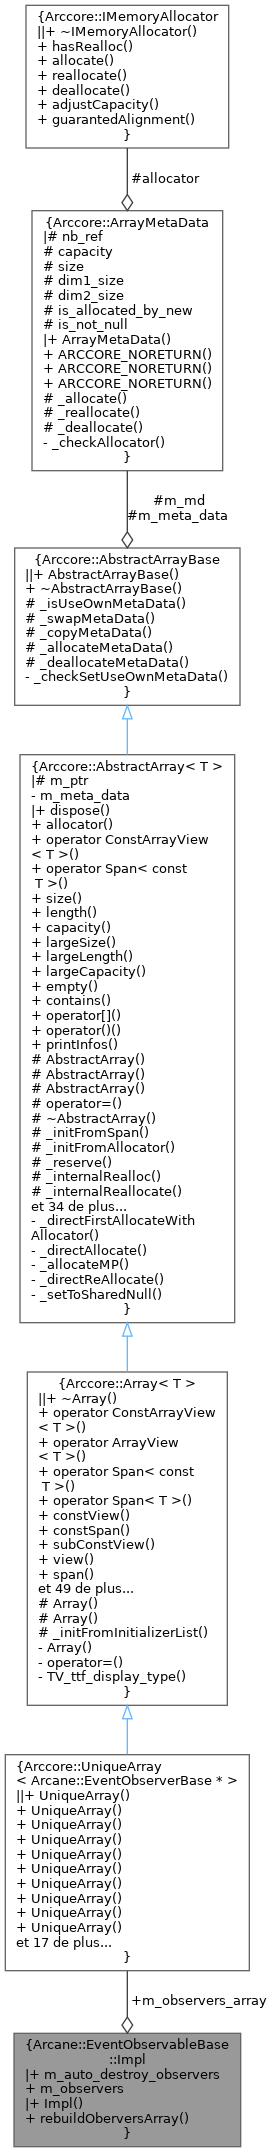 {Arccore::IMemoryAllocator
||+ ~IMemoryAllocator()
+ hasRealloc()
+ allocate()
+ reallocate()
+ deallocate()
+ adjustCapacity()
+ guarantedAlignment()
}
#allocator
{Arccore::ArrayMetaData
|# nb_ref
# capacity
# size
# dim1_size
# dim2_size
# is_allocated_by_new
# is_not_null
|+ ArrayMetaData()
+ ARCCORE_NORETURN()
+ ARCCORE_NORETURN()
+ ARCCORE_NORETURN()
# _allocate()
# _reallocate()
# _deallocate()
- _checkAllocator()
}
#m_md
#m_meta_data
{Arccore::AbstractArrayBase
||+ AbstractArrayBase()
+ ~AbstractArrayBase()
# _isUseOwnMetaData()
# _swapMetaData()
# _copyMetaData()
# _allocateMetaData()
# _deallocateMetaData()
- _checkSetUseOwnMetaData()
}
{Arccore::AbstractArray< T >
|# m_ptr
- m_meta_data
|+ dispose()
+ allocator()
+ operator ConstArrayView
< T >()
+ operator Span< const
T >()
+ size()
+ length()
+ capacity()
+ largeSize()
+ largeLength()
+ largeCapacity()
+ empty()
+ contains()
+ operator[]()
+ operator()()
+ printInfos()
# AbstractArray()
# AbstractArray()
# AbstractArray()
# operator=()
# ~AbstractArray()
# _initFromSpan()
# _initFromAllocator()
# _reserve()
# _internalRealloc()
# _internalReallocate()
et 34 de plus...
- _directFirstAllocateWith
Allocator()
- _directAllocate()
- _allocateMP()
- _directReAllocate()
- _setToSharedNull()
}
{Arccore::Array< T >
||+ ~Array()
+ operator ConstArrayView
< T >()
+ operator ArrayView
< T >()
+ operator Span< const
T >()
+ operator Span< T >()
+ constView()
+ constSpan()
+ subConstView()
+ view()
+ span()
et 49 de plus...
# Array()
# Array()
# _initFromInitializerList()
- Array()
- operator=()
- TV_ttf_display_type()
}
{Arccore::UniqueArray
< Arcane::EventObserverBase * >
||+ UniqueArray()
+ UniqueArray()
+ UniqueArray()
+ UniqueArray()
+ UniqueArray()
+ UniqueArray()
+ UniqueArray()
+ UniqueArray()
+ UniqueArray()
+ UniqueArray()
et 17 de plus...
}
+m_observers_array
{Arcane::EventObservableBase
::Impl
|+ m_auto_destroy_observers
+ m_observers
|+ Impl()
+ rebuildOberversArray()
}